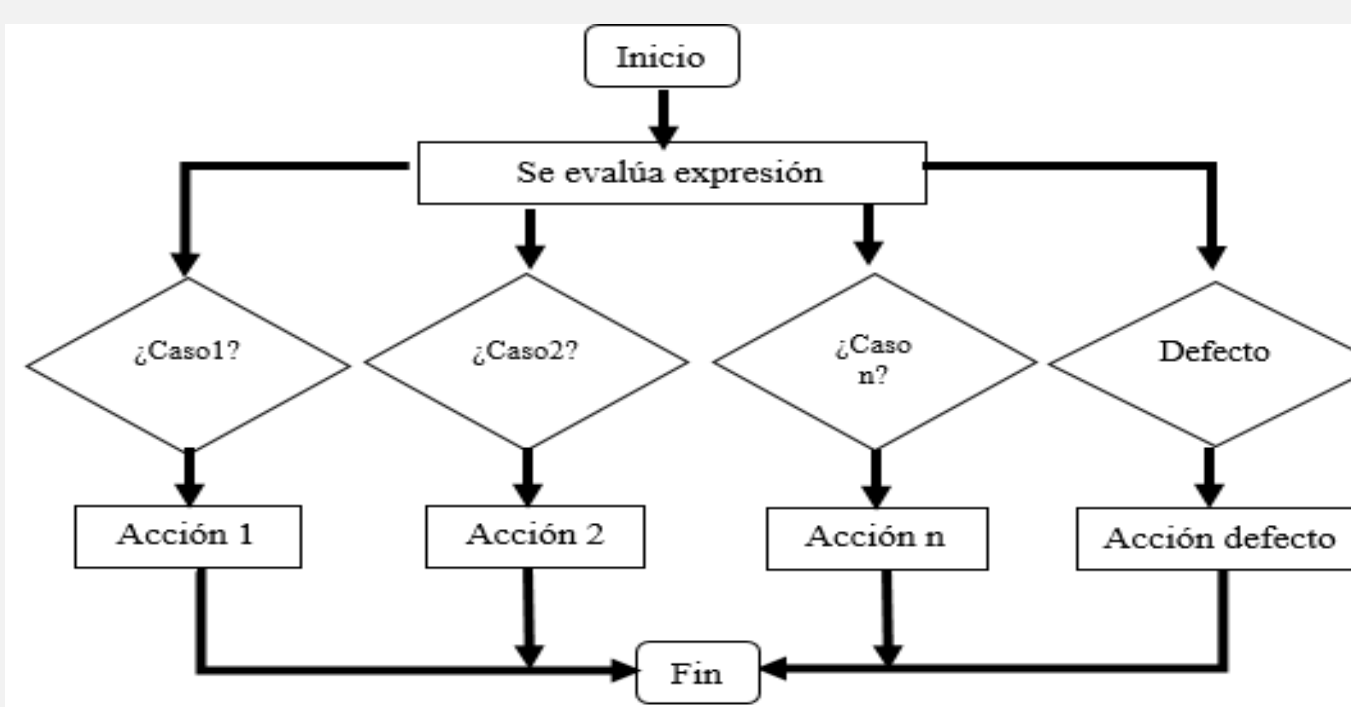 Inicio
Se evalúa expresión
¿Caso1?
¿Caso2?
¿Caso
n?
Defecto
Acción 1
Acción 2
Acción n
Acción defecto
Fin